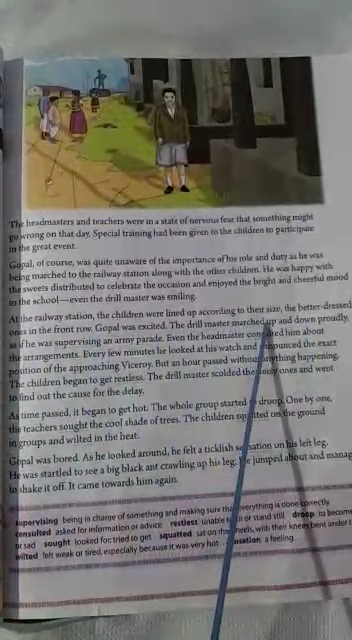 The headmasters and teachers were in a state of nervous fear that something might
go wrong on that day. Special training had been given to the children to participate
in the great event.
Gopal, of course, was quite unaware of the importance of his role and duty as he was
being marched to the railway station along with the other children. He was happy with
the sweets distributed to celebrate the occasion and enjoyed the bright and cheerful mood
in the school—even the drill master was smiling.
At the railway station, the children were lined up according to their size, the better-dressed
ones in the front row. Gopal was excited. The drill master marched up and down proudly,
as if he was supervising an army parade. Even the headmaster consulted him about
the arrangements. Every few minutes he looked at his watch and announced the exact
position of the approaching Viceroy. But an hour passed without anything happening.
The children began to get restless. The drill master scolded the noisy ones and went
to find out the cause for the delay.
As time passed, it began to get hot. The whole group started to droop. One by one,
the teachers sought the cool shade of trees. The children squatted on the ground
in groups and wilted in the heat.
Gopal was bored. As he looked around, he felt a ticklish sensation on his left leg.
He was startled to see a big black ant crawling up his leg. He jumped about and manag
to shake it off. It came towards him again.
supervising being in charge of something and making sure that everything is done correctly
consulted asked for information or advice restless unable to sit or stand still droop to become
or sad sought looked for; tried to get squatted sat on the heels, with their knees bent under
wilted felt weak or tired, especially because it was very hot sensation a feeling